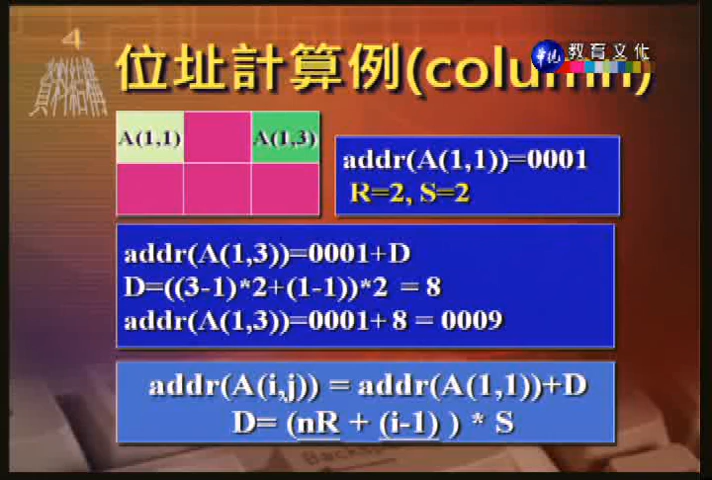 4
資料結構
位址計算例(column)
華視 教育文化
A(1,1)
A(1,3)
addr(A(1,1))=0001
R=2, S=2
addr(A(1,3))=0001+D
D=((3-1)*2+(1-1))*2 = 8
addr(A(1,3))=0001+8 = 0009
addr(A(i,j)) = addr(A(1,1))+D
D= (nR + (i-1) ) * S